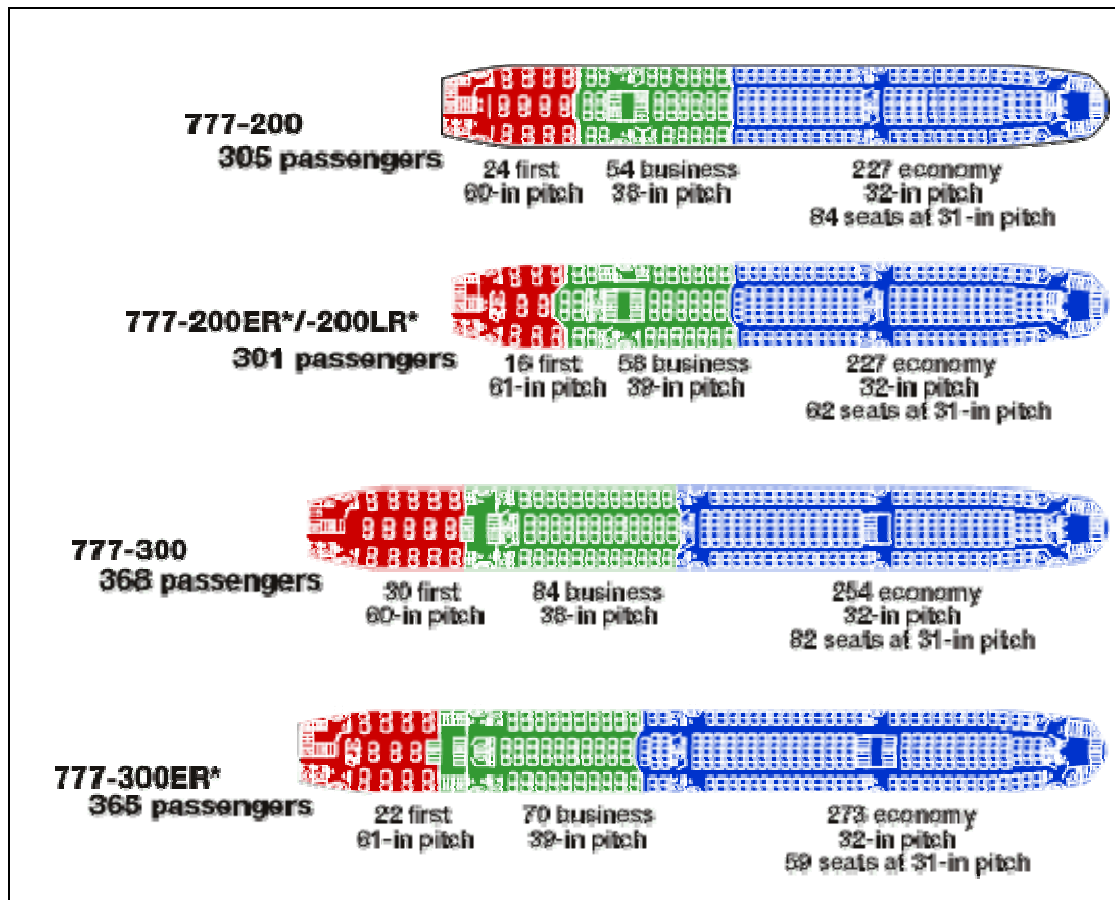 777-200
305 passengers
24 first
60-in pitch
54 business
38-in pitch
227 economy
32-in pitch
84 seats at 31-in pitch
777-200ER*/-200LR*
301 passengers
16 first
61-in pitch
58 business
39-in pitch
227 economy
32-in pitch
62 seats at 31-in pitch
777-300
368 passengers
30 first
60-in pitch
84 business
38-in pitch
254 economy
32-in pitch
82 seats at 31-in pitch
777-300ER*
365 passengers
22 first
61-in pitch
70 business
39-in pitch
273 economy
32-in pitch
59 seats at 31-in pitch